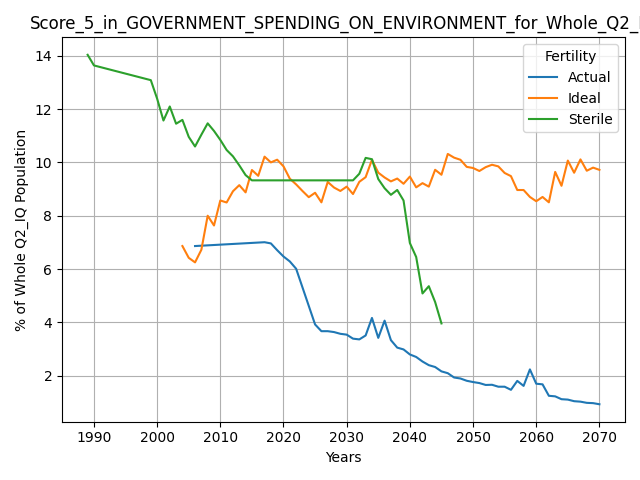 Score_5_in_GOVERNMENT_SPENDING_ON_ENVIRONMENT_for_Whole_Q2_
Fertility
Actual
Ideal
Sterile
% of Whole Q2_IQ Population
14
12
10
8
6
4
2
1990 2000 2010 2020 2030 2040 2050 2060 2070
Years